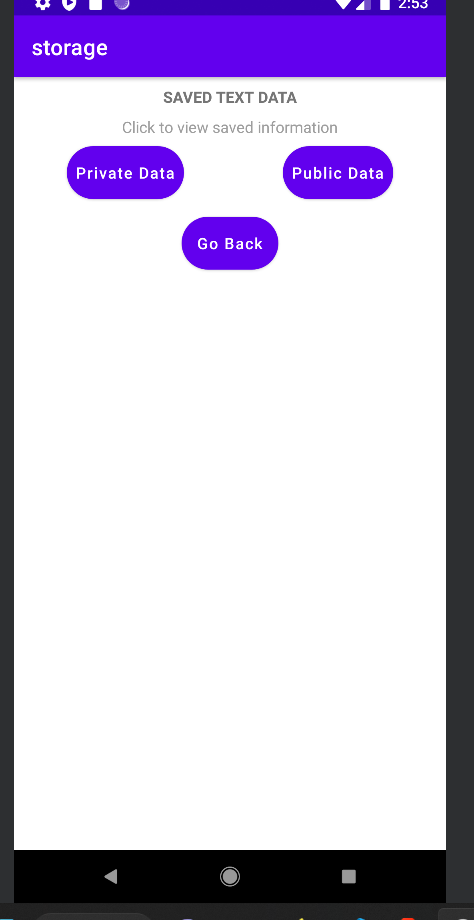 2:53
storage
SAVED TEXT DATA
Click to view saved information
Private Data Public Data
Go Back